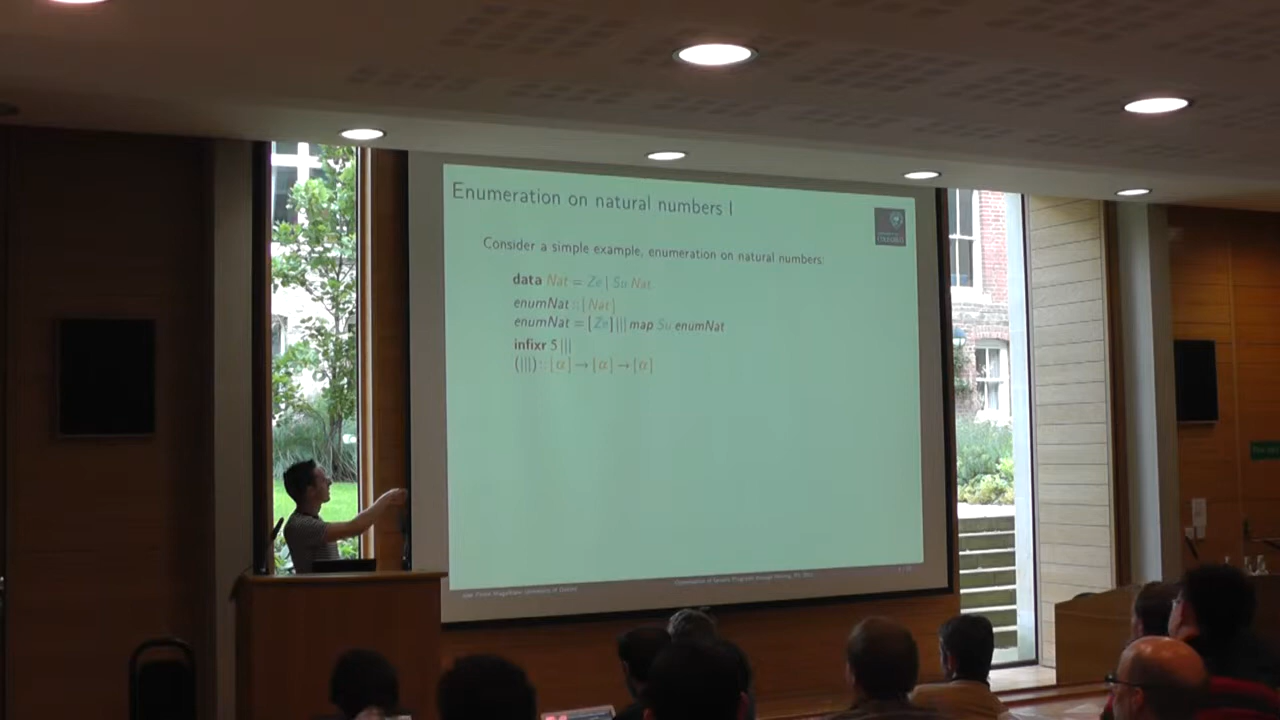 Enumeration on natural numbers I
Consider a simple example, enumeration on natural numbers:
data Nat = Ze | Su Nat
enumNat :: [Nat]
enumNat = [Ze] ||| map Su enumNat
infixr 5 |||
(|||) :: [α] → [α] → [α]